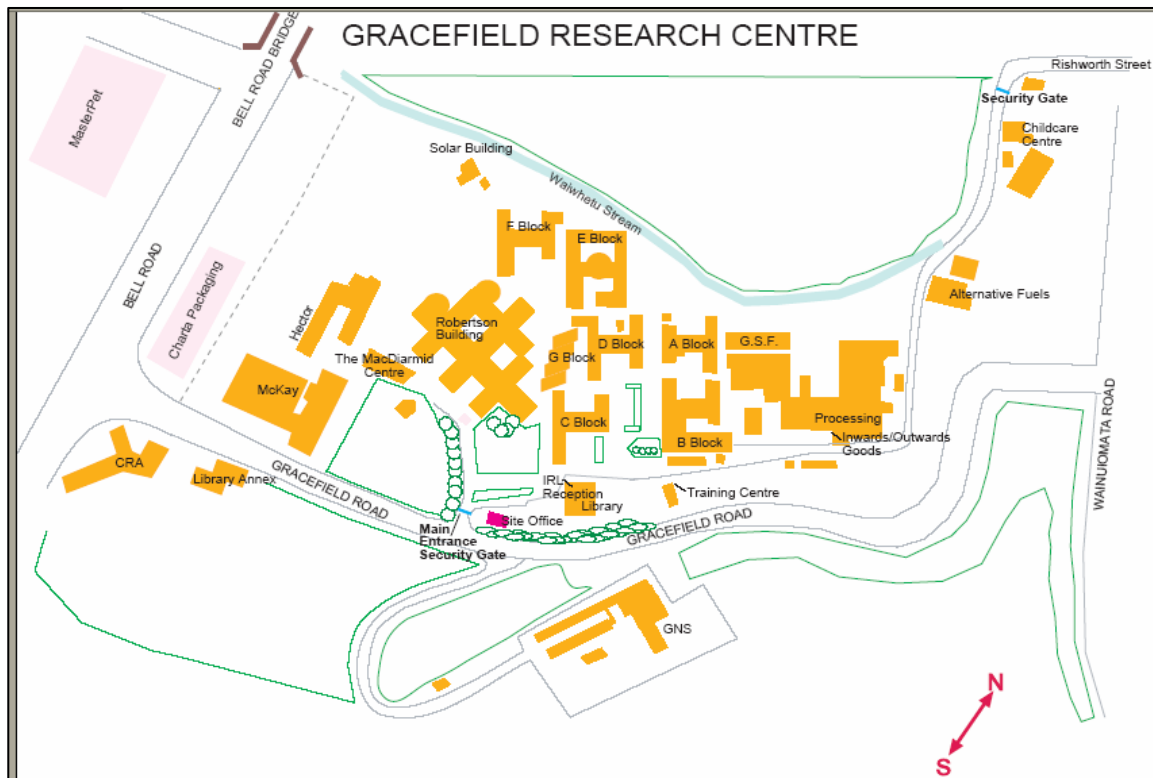 GRACEFIELD RESEARCH CENTRE
BELL ROAD BRIDGE
Rishworth Street
Security Gate
MasterPet
Childcare
Centre
Solar Building
Waiwhetu Stream
F Block
E Block
BELL ROAD
Charta Packaging
Alternative Fuels
Hector
Robertson
Building
D Block
A Block
G.S.F.
G Block
The MacDiarmid
Centre
McKay
WAINUIOMATA ROAD
Processing
C Block
B Block
Inwards/Outwards
Goods
CRA
Library Annex
GRACEFIELD ROAD
IRL
Reception
Library
Training Centre
Site Office
Main
Entrance
Security Gate
GRACEFIELD ROAD
GNS
N
S